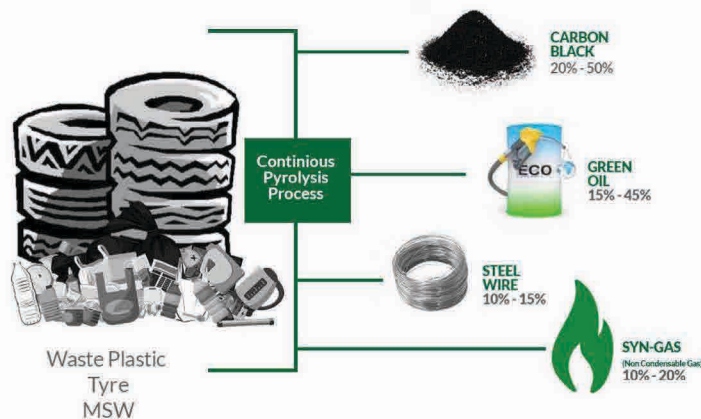 CARBON
BLACK
20% - 50%
Continious
Pyrolysis
Process
ECO
GREEN
OIL
15% - 45%
STEEL
WIRE
10% - 15%
Waste Plastic
Tyre
MSW
SYN-GAS
(Non Condensable Gas)
10% - 20%